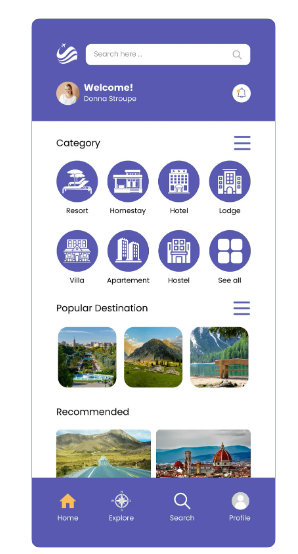 Search here ...
Welcome!
Donna Stroupe
Category
Resort Homestay Hotel Lodge
Villa Apartement Hostel See all
Popular Destination
Recommended
Home Explore Search Profile